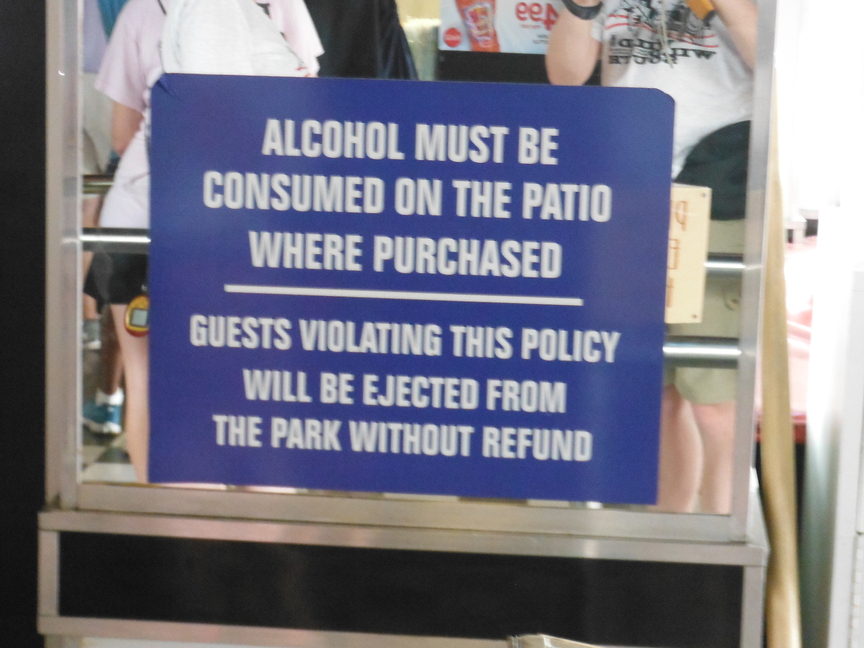 ALCOHOL MUST BE
CONSUMED ON THE PATIO
WHERE PURCHASED
GUESTS VIOLATING THIS POLICY
WILL BE EJECTED FROM
THE PARK WITHOUT REFUND